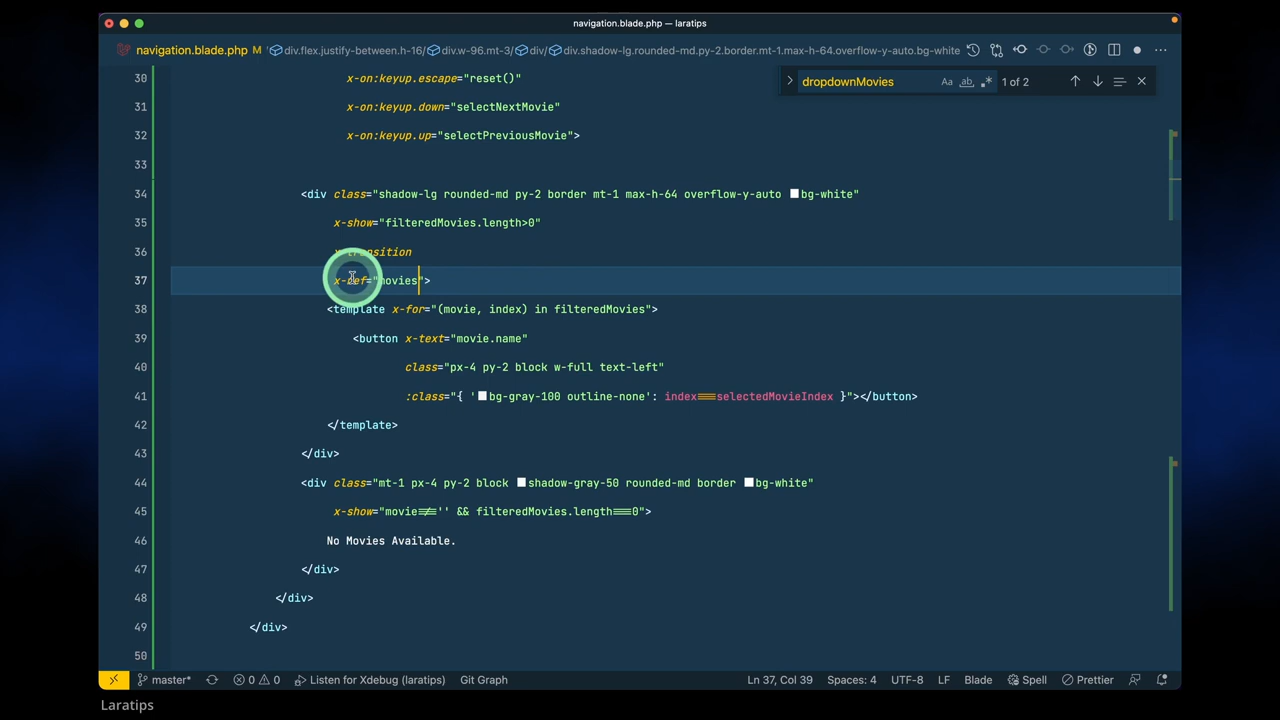 navigation.blade.php — laratips
navigation.blade.php M div.flex.justify-between.h-16/ div.w-96.mt-3/ div/ div.shadow-lg.rounded-md.py-2.border.mt-1.max-h-64.overflow-y-auto.bg-white
dropdownMovies Aa ab 1 of 2
30 x-on:keyup.escape="reset()"
31 x-on:keyup.down="selectNextMovie"
32 x-on:keyup.up="selectPreviousMovie">
33
34 <div class="shadow-lg rounded-md py-2 border mt-1 max-h-64 overflow-y-auto bg-white"
35 x-show="filteredMovies.length>0"
36 x-transition
37 x-ref="movies">
38 <template x-for="(movie, index) in filteredMovies">
39 <button x-text="movie.name"
40 class="px-4 py-2 block w-full text-left"
41 :class="{ 'bg-gray-100 outline-none': index===selectedMovieIndex }"></button>
42 </template>
43 </div>
44 <div class="mt-1 px-4 py-2 block shadow-gray-50 rounded-md border bg-white"
45 x-show="movie!=='' && filteredMovies.length===0">
46 No Movies Available.
47 </div>
48 </div>
49 </div>
50
master* 0 0 Listen for Xdebug (laratips) Git Graph Ln 37, Col 39 Spaces: 4 UTF-8 LF Blade Spell Prettier
Laratips